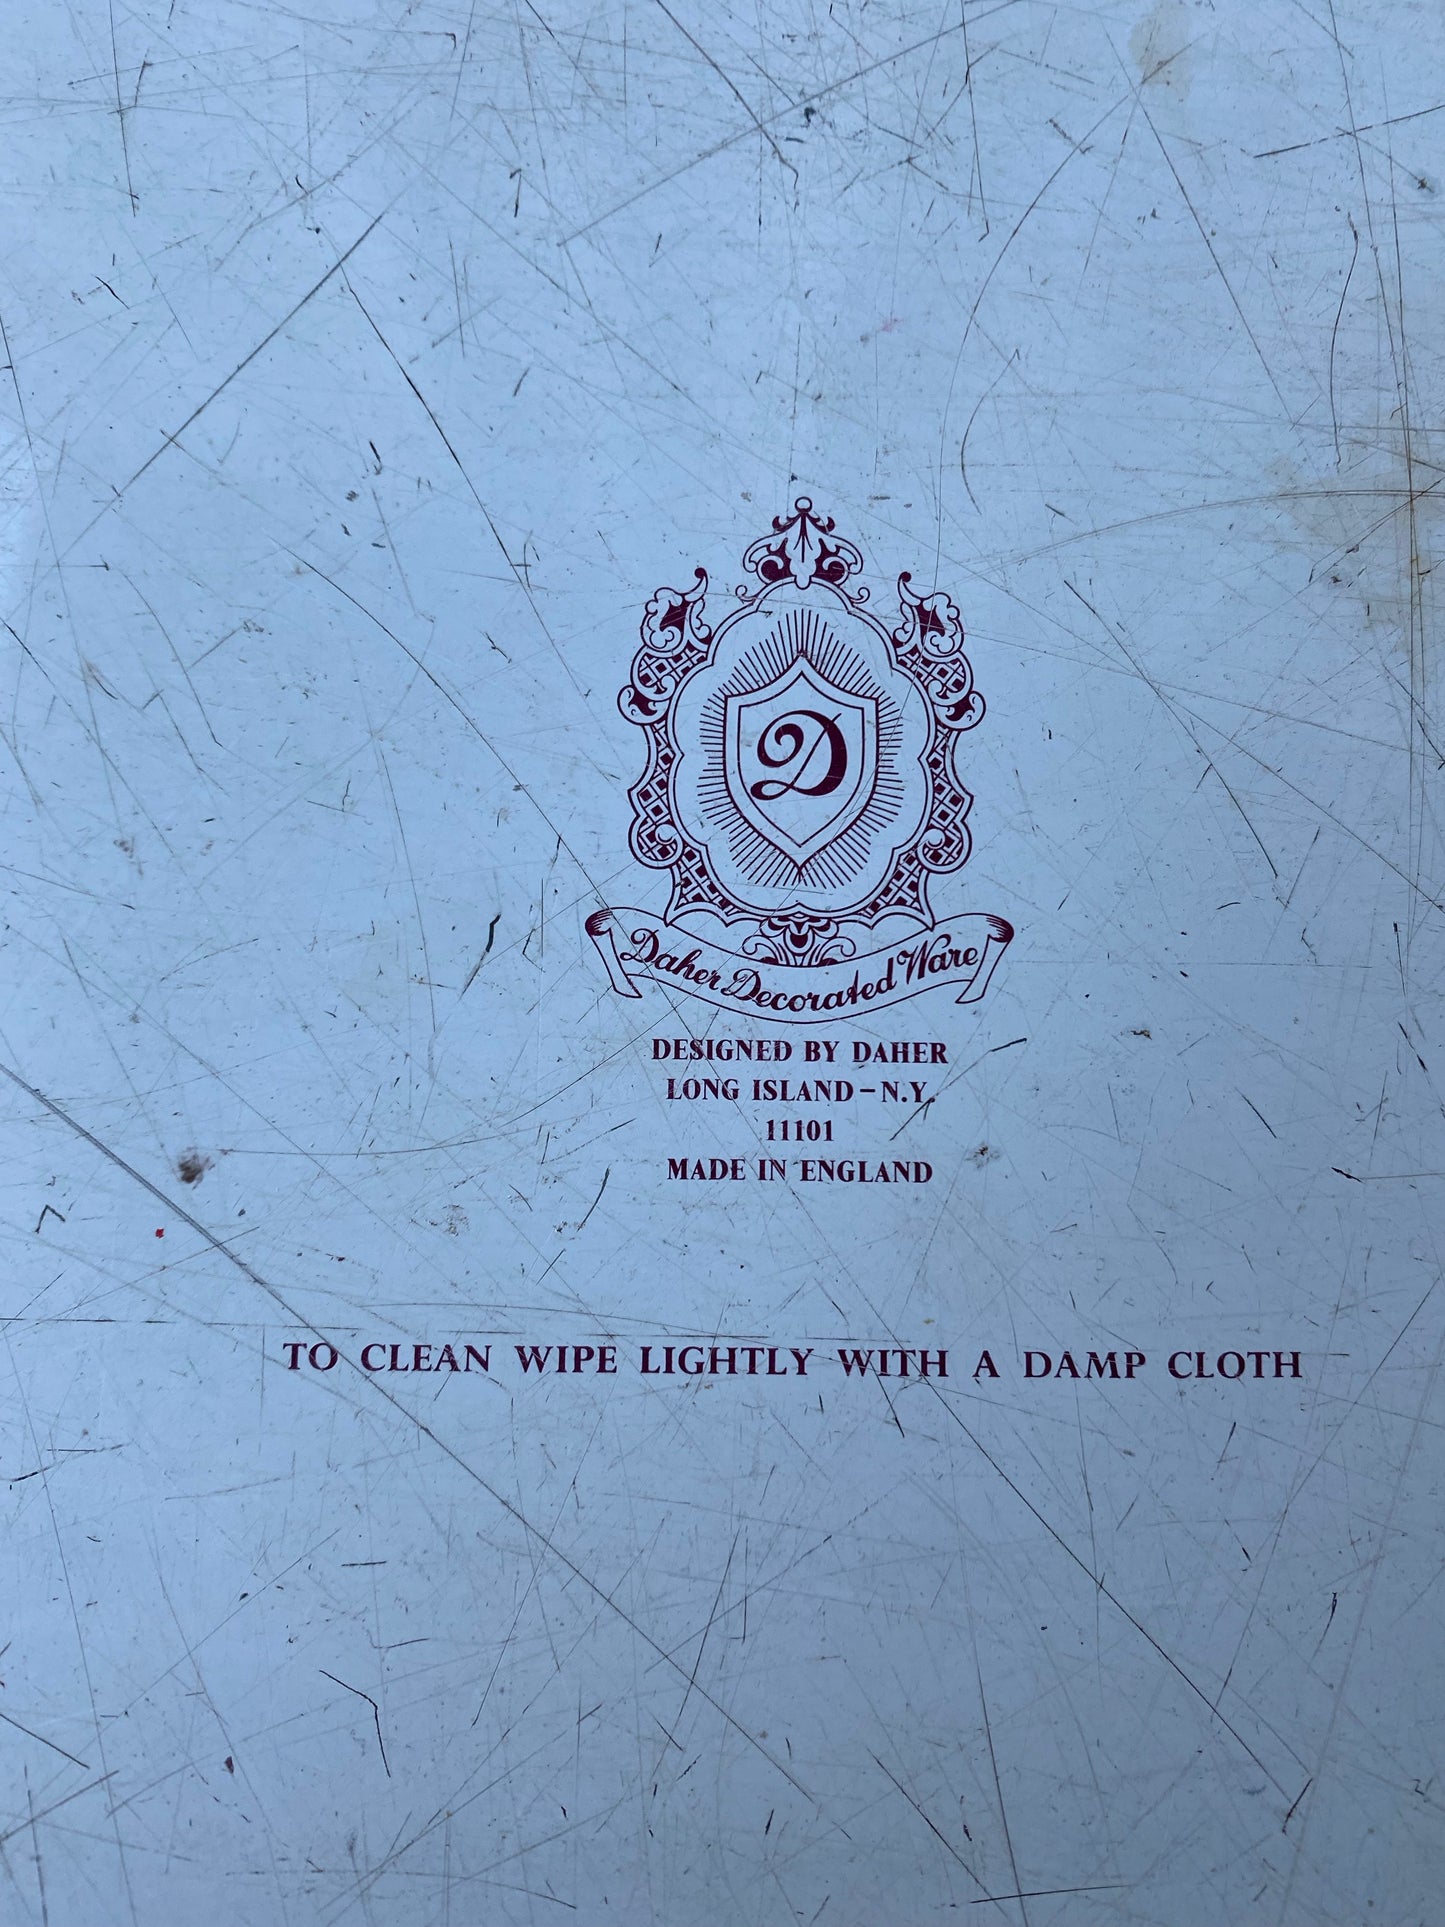 D
Daher Decorated Ware
DESIGNED BY DAHER
LONG ISLAND – N.Y.
11101
MADE IN ENGLAND
TO CLEAN WIPE LIGHTLY WITH A DAMP CLOTH